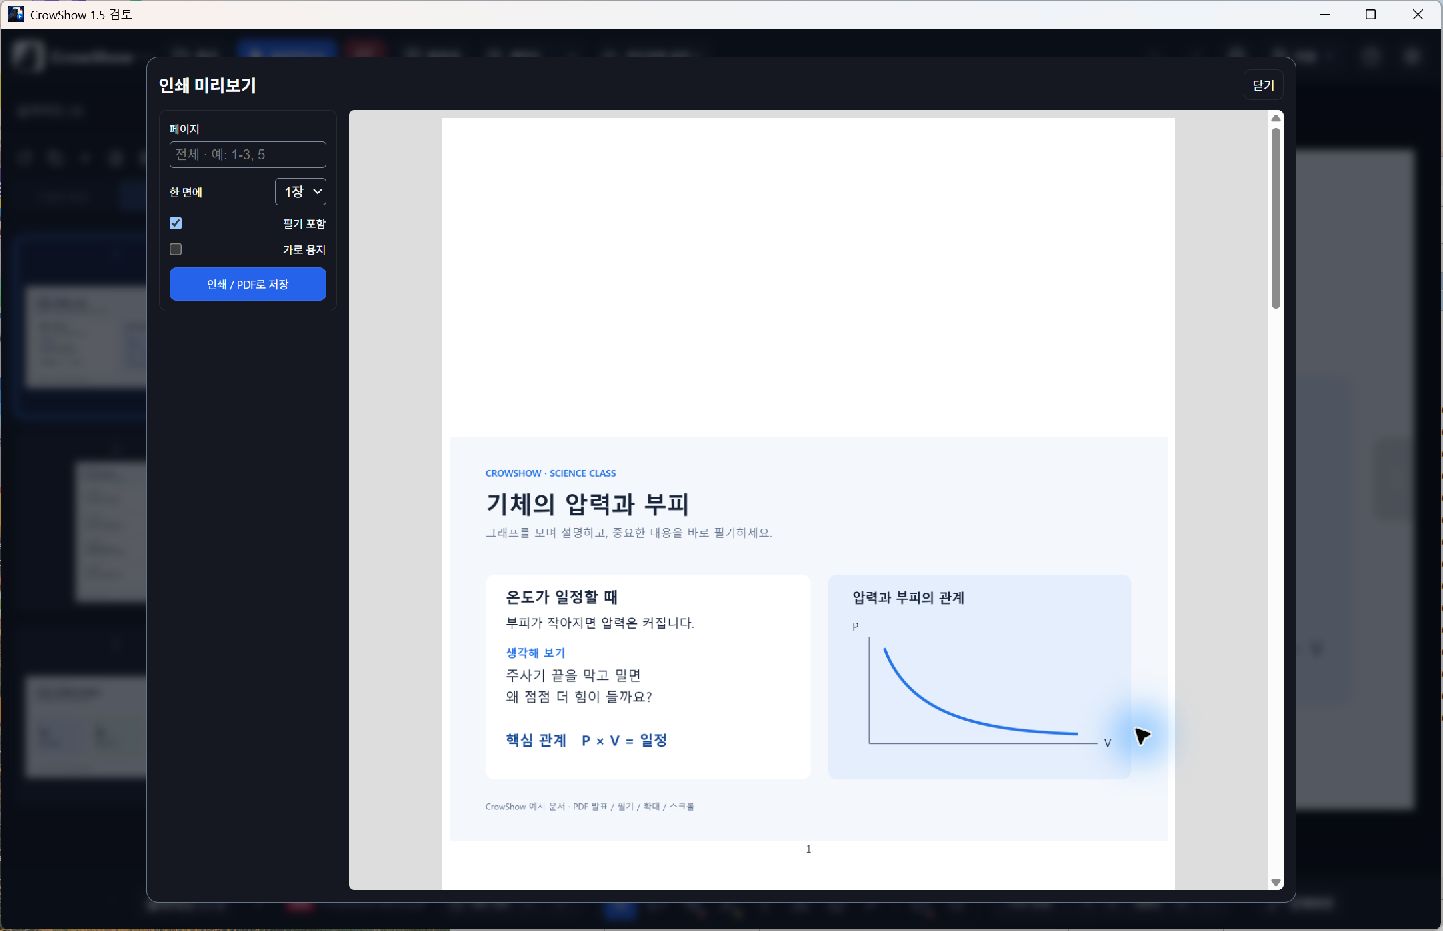 CrowShow 1.5 검토
인쇄 미리보기
닫기
페이지
전체 · 예: 1-3, 5
한 면에
1장
필기 포함
가로 용지
인쇄 / PDF로 저장
CROWSHOW · SCIENCE CLASS
기체의 압력과 부피
그래프를 보며 설명하고, 중요한 내용을 바로 필기하세요.
온도가 일정할 때
부피가 작아지면 압력은 커집니다.
생각해 보기
주사기 끝을 막고 밀면
왜 점점 더 힘이 들까요?
핵심 관계 P × V = 일정
압력과 부피의 관계
P
V
CrowShow 예시 문서 · PDF 발표 / 필기 / 확대 / 스크롤
1